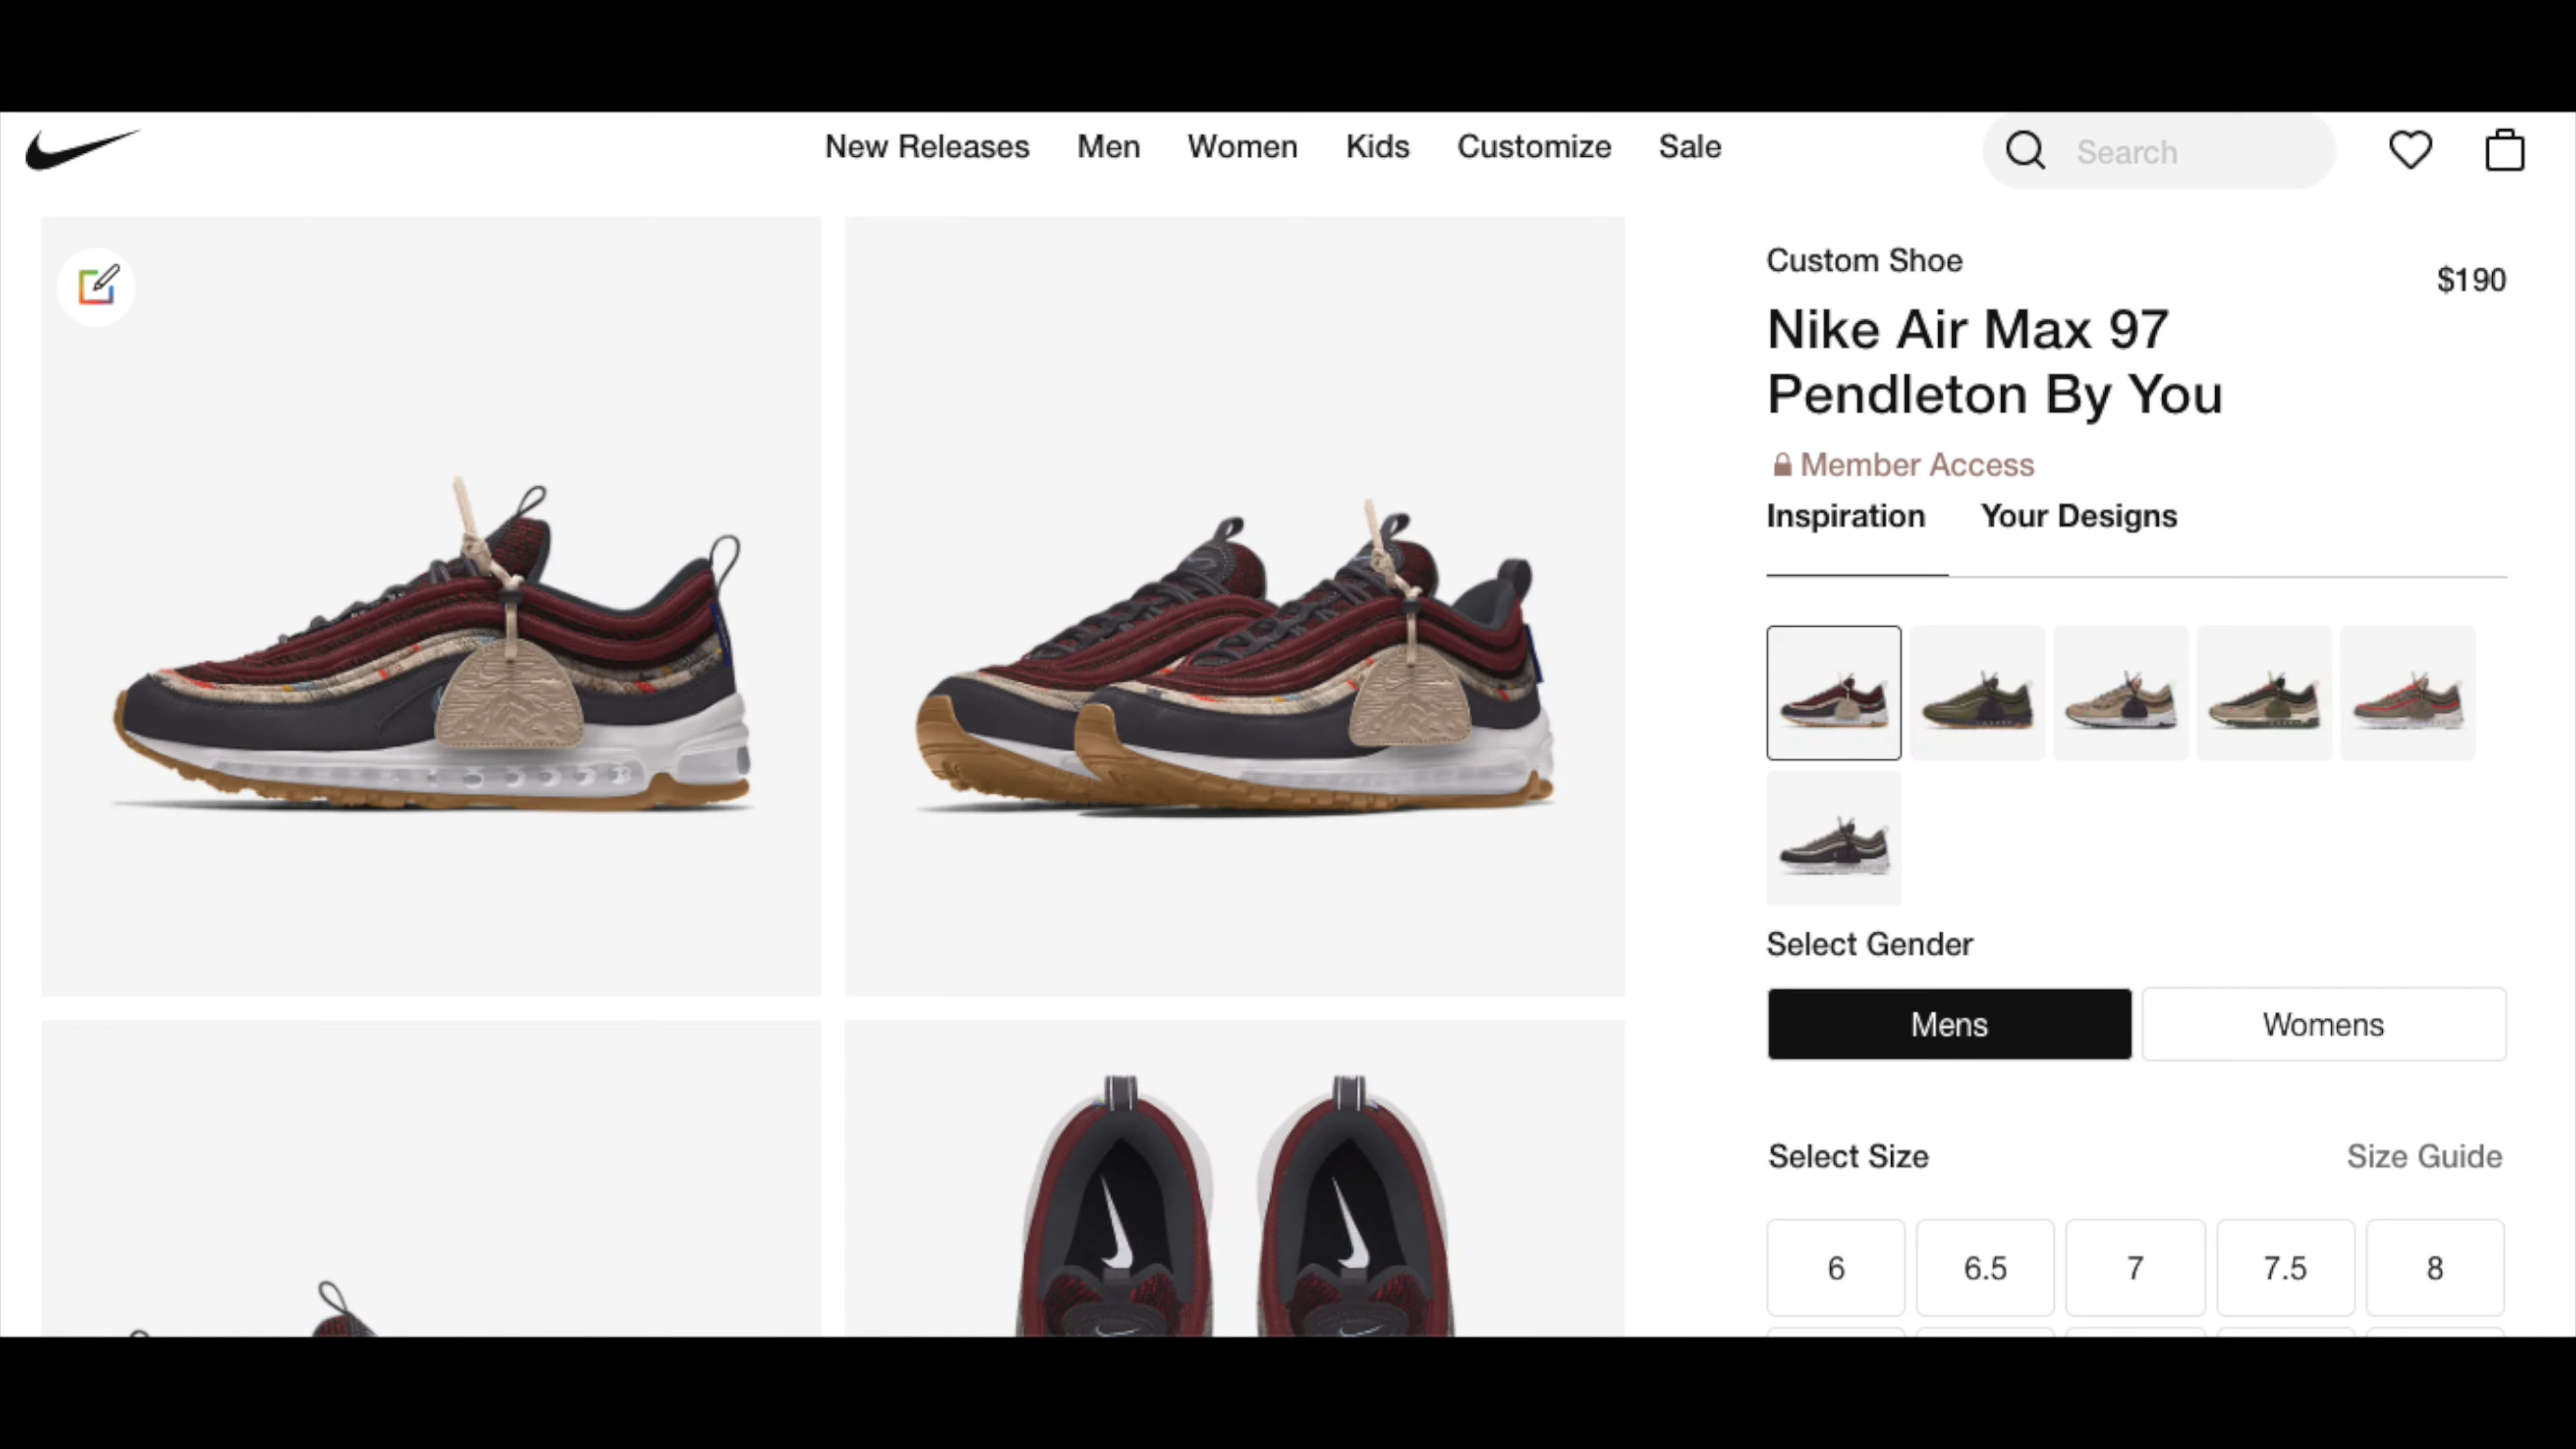 New Releases Men Women Kids Customize Sale
Search
Custom Shoe
$190
Nike Air Max 97
Pendleton By You
Member Access
Inspiration Your Designs
Select Gender
Mens Womens
Select Size Size Guide
6 6.5 7 7.5 8